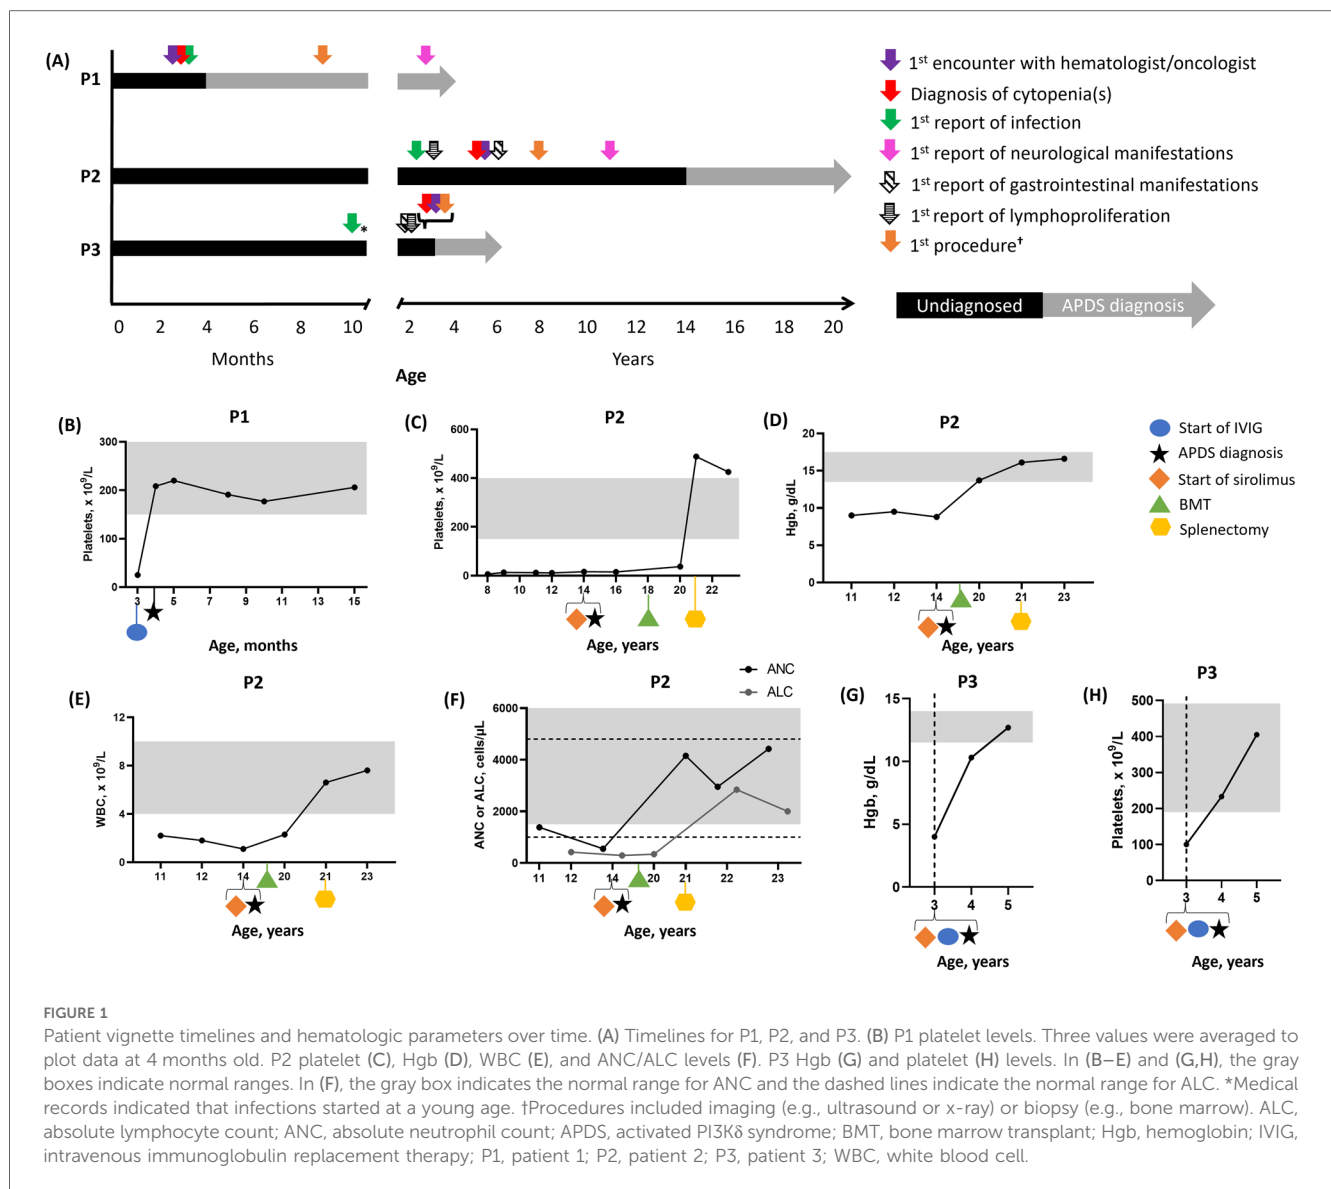 (A)
P1
P2
P3
*
0 2 4 6 8 10 2 4 6 8 10 12 14 16 18 20
Months Years
Age
1st encounter with hematologist/oncologist
Diagnosis of cytopenia(s)
1st report of infection
1st report of neurological manifestations
1st report of gastrointestinal manifestations
1st report of lymphoproliferation
1st procedure†
Undiagnosed APDS diagnosis
(B)
P1
Platelets, x 10⁹/L
300
200
100
0
3 5 7 9 11 13 15
Age, months
(C)
P2
Platelets, x 10⁹/L
600
400
200
0
8 10 12 14 16 18 20 22
Age, years
(D)
P2
Hgb, g/dL
20
15
10
5
0
11 12 14 20 21 23
Age, years
Start of IVIG
APDS diagnosis
Start of sirolimus
BMT
Splenectomy
(E)
P2
WBC, x 10⁹/L
12
8
4
0
11 12 14 20 21 23
Age, years
(F)
P2
ANC
ALC
ANC or ALC, cells/µL
6000
4000
2000
0
11 12 14 20 21 22 23
Age, years
(G)
P3
Hgb, g/dL
15
10
5
0
3 4 5
Age, years
(H)
P3
Platelets, x 10⁹/L
500
400
300
200
100
0
3 4 5
Age, years
FIGURE 1
Patient vignette timelines and hematologic parameters over time. (A) Timelines for P1, P2, and P3. (B) P1 platelet levels. Three values were averaged to
plot data at 4 months old. P2 platelet (C), Hgb (D), WBC (E), and ANC/ALC levels (F). P3 Hgb (G) and platelet (H) levels. In (B–E) and (G,H), the gray
boxes indicate normal ranges. In (F), the gray box indicates the normal range for ANC and the dashed lines indicate the normal range for ALC. *Medical
records indicated that infections started at a young age. †Procedures included imaging (e.g., ultrasound or x-ray) or biopsy (e.g., bone marrow). ALC,
absolute lymphocyte count; ANC, absolute neutrophil count; APDS, activated PI3Kδ syndrome; BMT, bone marrow transplant; Hgb, hemoglobin; IVIG,
intravenous immunoglobulin replacement therapy; P1, patient 1; P2, patient 2; P3, patient 3; WBC, white blood cell.